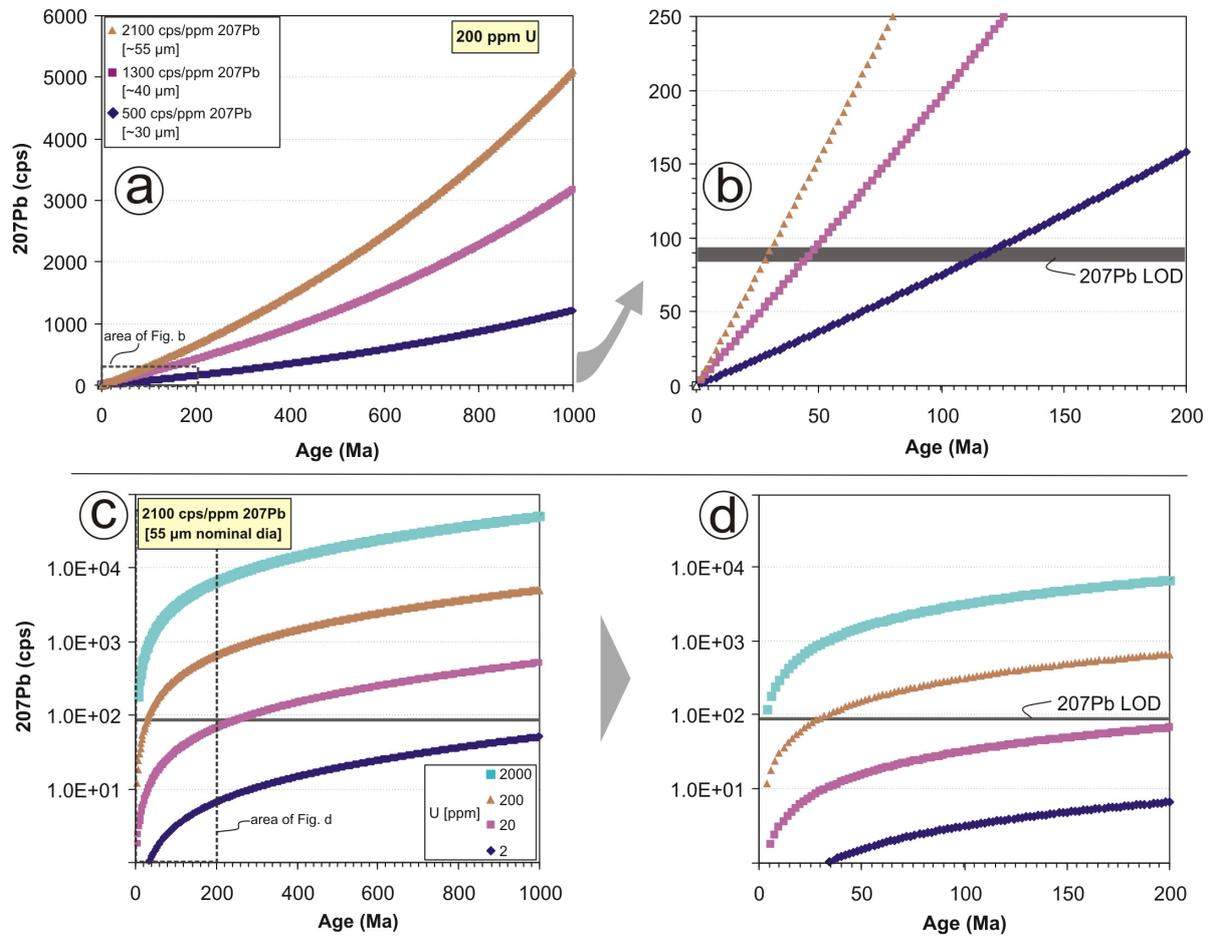 6000
5000
4000
3000
2000
1000
0
207Pb (cps)
2100 cps/ppm 207Pb
[~55 µm]
1300 cps/ppm 207Pb
[~40 µm]
500 cps/ppm 207Pb
[~30 µm]
200 ppm U
a
area of Fig. b
0 200 400 600 800 1000
Age (Ma)
250
200
150
100
50
0
b
207Pb LOD
0 50 100 150 200
Age (Ma)
c
2100 cps/ppm 207Pb
[55 µm nominal dia]
1.0E+04
1.0E+03
1.0E+02
1.0E+01
207Pb (cps)
area of Fig. d
U [ppm]
2000
200
20
2
0 200 400 600 800 1000
Age (Ma)
d
1.0E+04
1.0E+03
1.0E+02
1.0E+01
207Pb LOD
0 50 100 150 200
Age (Ma)